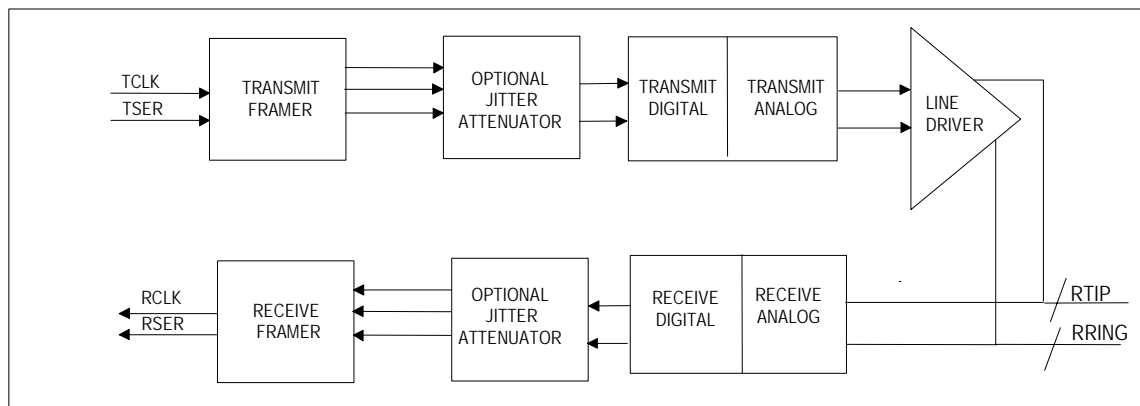 TCLK
TSER
TRANSMIT
FRAMER
OPTIONAL
JITTER
ATTENUATOR
TRANSMIT
DIGITAL
TRANSMIT
ANALOG
LINE
DRIVER
RCLK
RSER
RECEIVE
FRAMER
OPTIONAL
JITTER
ATTENUATOR
RECEIVE
DIGITAL
RECEIVE
ANALOG
RTIP
RRING